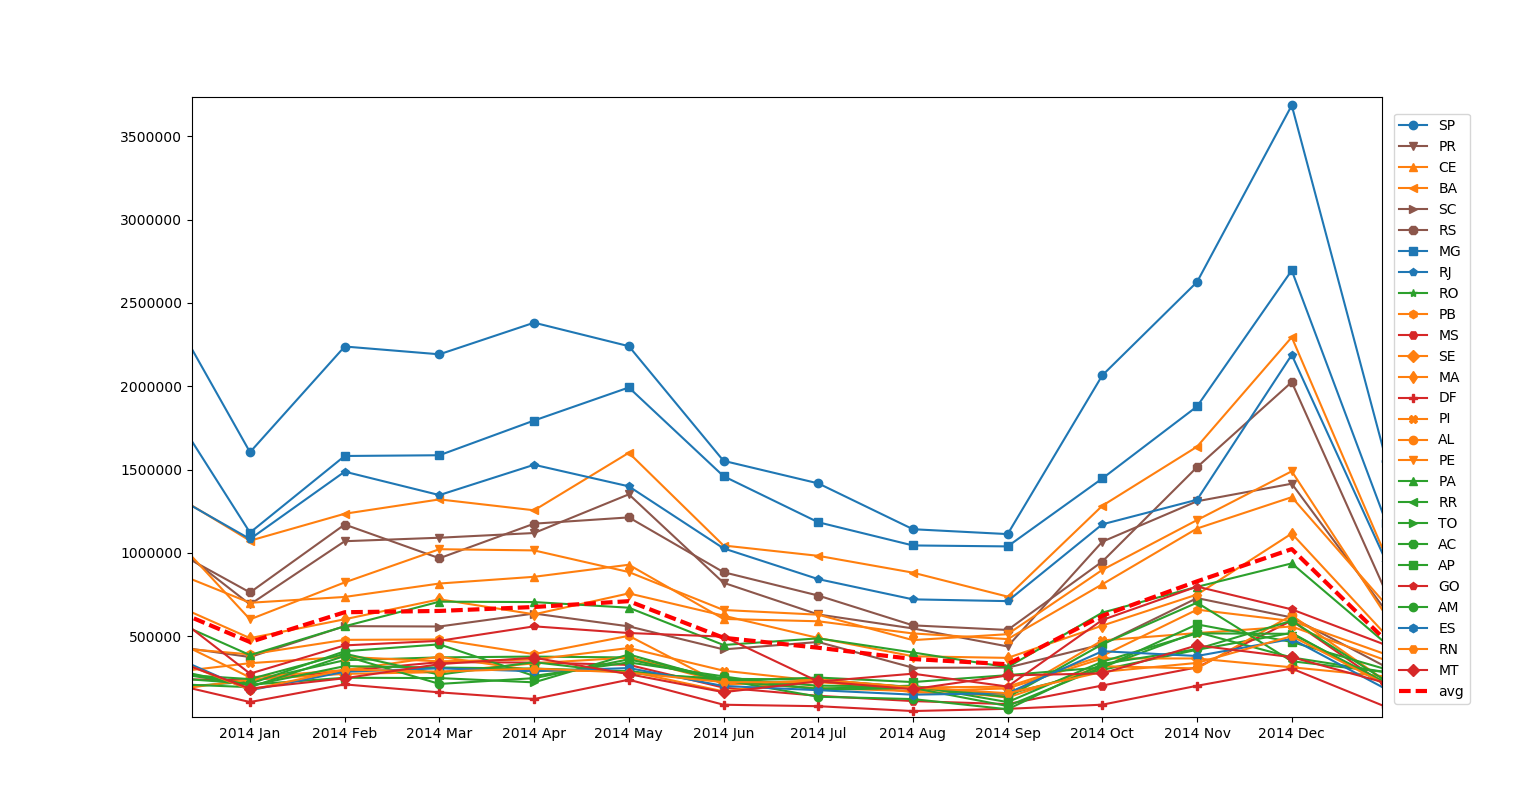 3500000
3000000
2500000
2000000
1500000
1000000
500000
2014 Jan 2014 Feb 2014 Mar 2014 Apr 2014 May 2014 Jun 2014 Jul 2014 Aug 2014 Sep 2014 Oct 2014 Nov 2014 Dec
SP
PR
CE
BA
SC
RS
MG
RJ
RO
PB
MS
SE
MA
DF
PI
AL
PE
PA
RR
TO
AC
AP
GO
AM
ES
RN
MT
avg